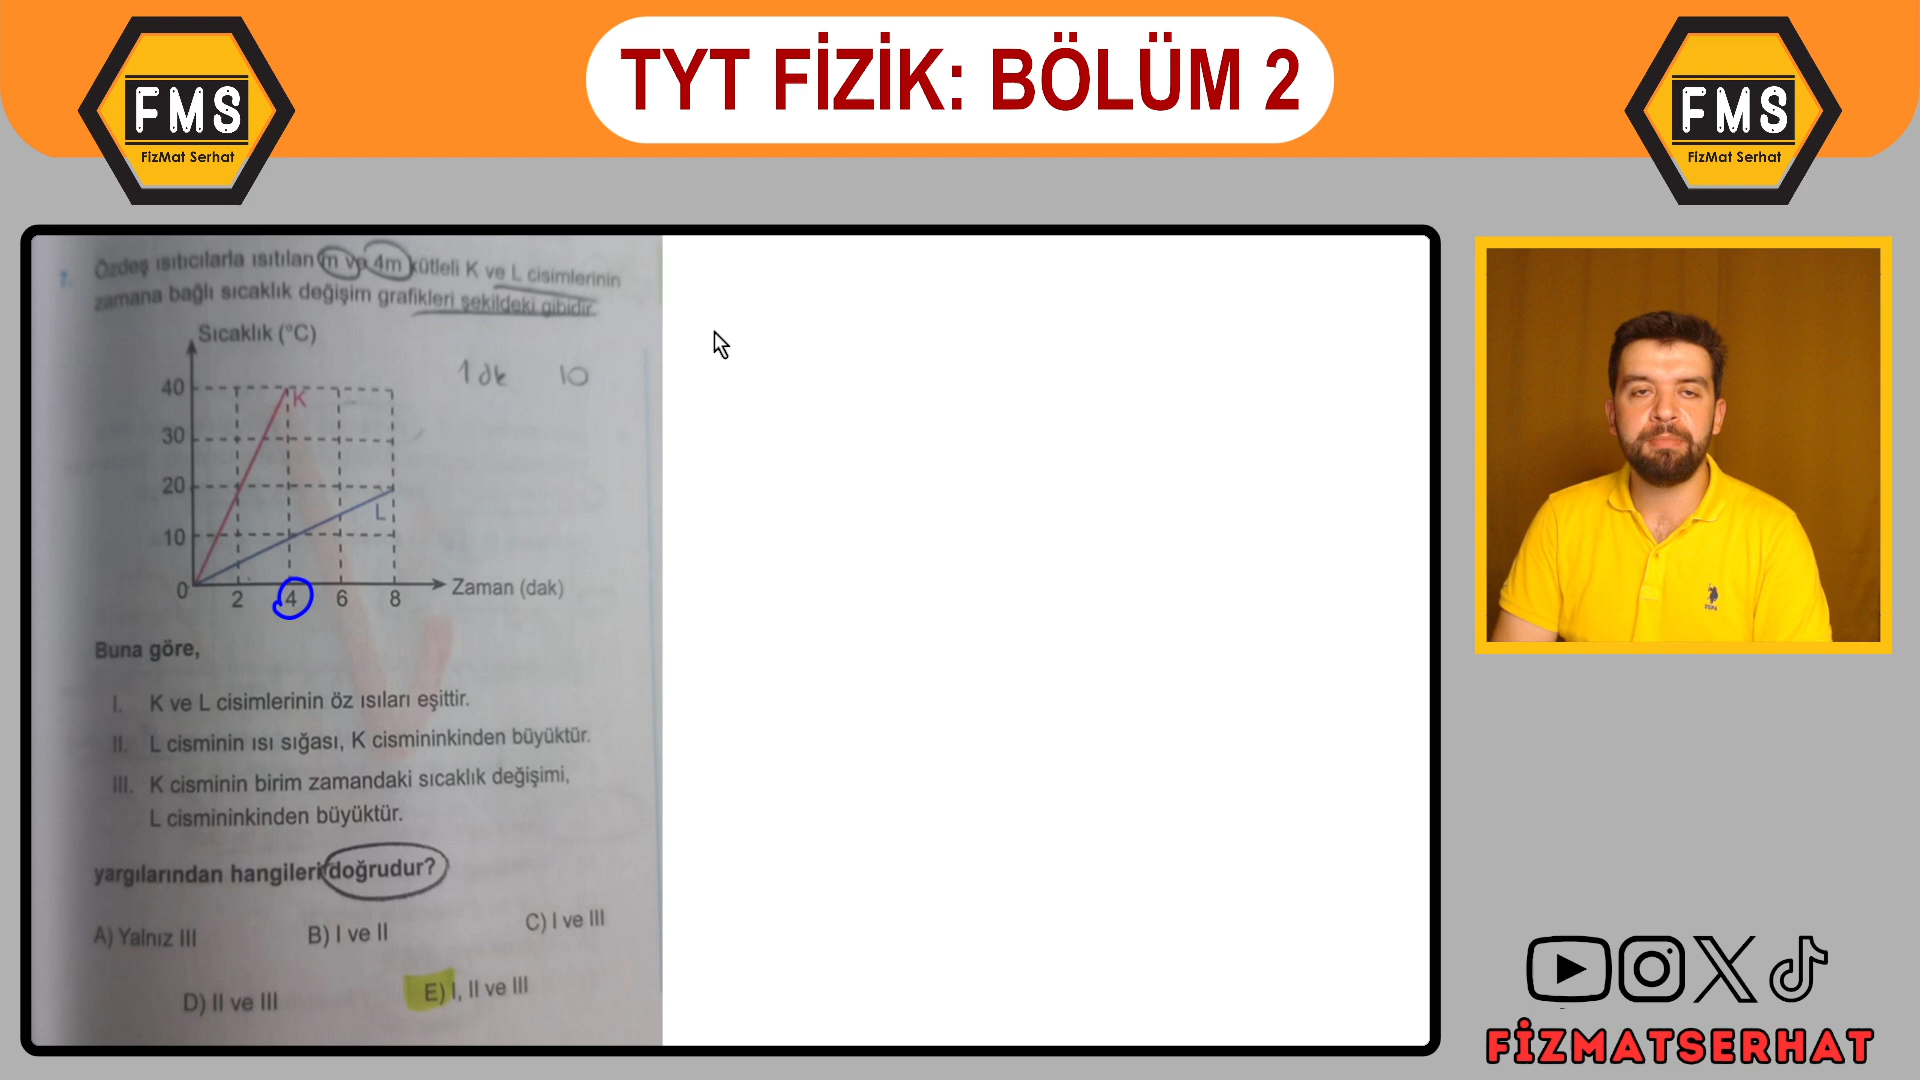 TYT FİZİK: BÖLÜM 2
FMS
FizMat Serhat
FMS
FizMat Serhat
7. Özdeş ısıtıcılarla ısıtılan m ve 4m kütleli K ve L cisimlerinin
zamana bağlı sıcaklık değişim grafikleri şekildeki gibidir.
Sıcaklık (°C)
1 dk 10
40
K
30
20
L
10
0
2 4 6 8
Zaman (dak)
Buna göre,
I. K ve L cisimlerinin öz ısıları eşittir.
II. L cisminin ısı sığası, K cismininkinden büyüktür.
III. K cisminin birim zamandaki sıcaklık değişimi,
L cismininkinden büyüktür.
yargılarından hangileri doğrudur?
A) Yalnız III B) I ve II C) I ve III
D) II ve III E) I, II ve III
FİZMATSERHAT